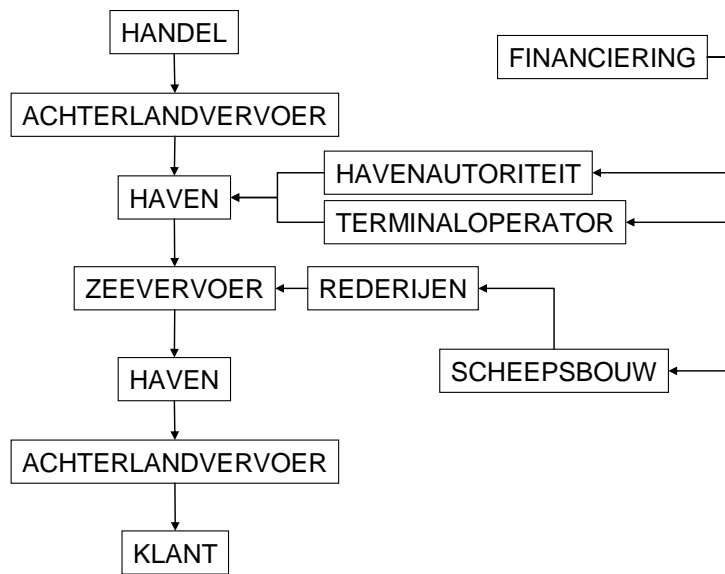 HANDEL
FINANCIERING
ACHTERLANDVERVOER
HAVENAUTORITEIT
HAVEN
TERMINALOPERATOR
ZEEVERVOER
REDERIJEN
SCHEEPSBOUW
HAVEN
ACHTERLANDVERVOER
KLANT